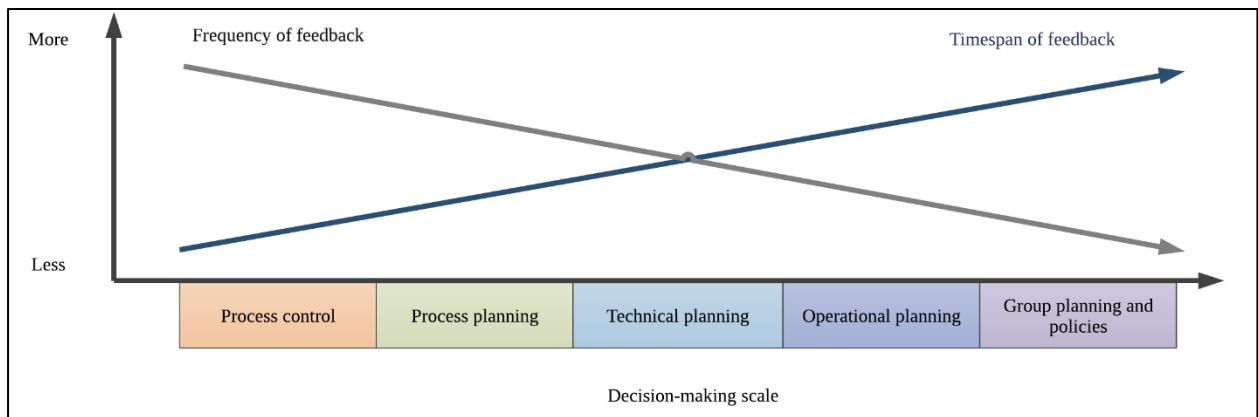 More
Frequency of feedback
Timespan of feedback
Less
Process control
Process planning
Technical planning
Operational planning
Group planning and
policies
Decision-making scale